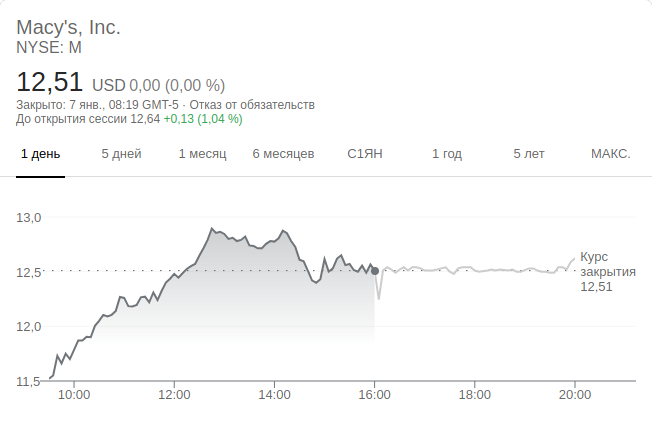 Macy's, Inc.
NYSE: M
12,51 USD 0,00 (0,00 %)
Закрыто: 7 янв., 08:19 GMT-5 · Отказ от обязательств
До открытия сессии 12,64 +0,13 (1,04 %)
1 день 5 дней 1 месяц 6 месяцев С1ЯН 1 год 5 лет МАКС.
13,0
12,5
12,0
11,5
Курс
закрытия
12,51
10:00 12:00 14:00 16:00 18:00 20:00